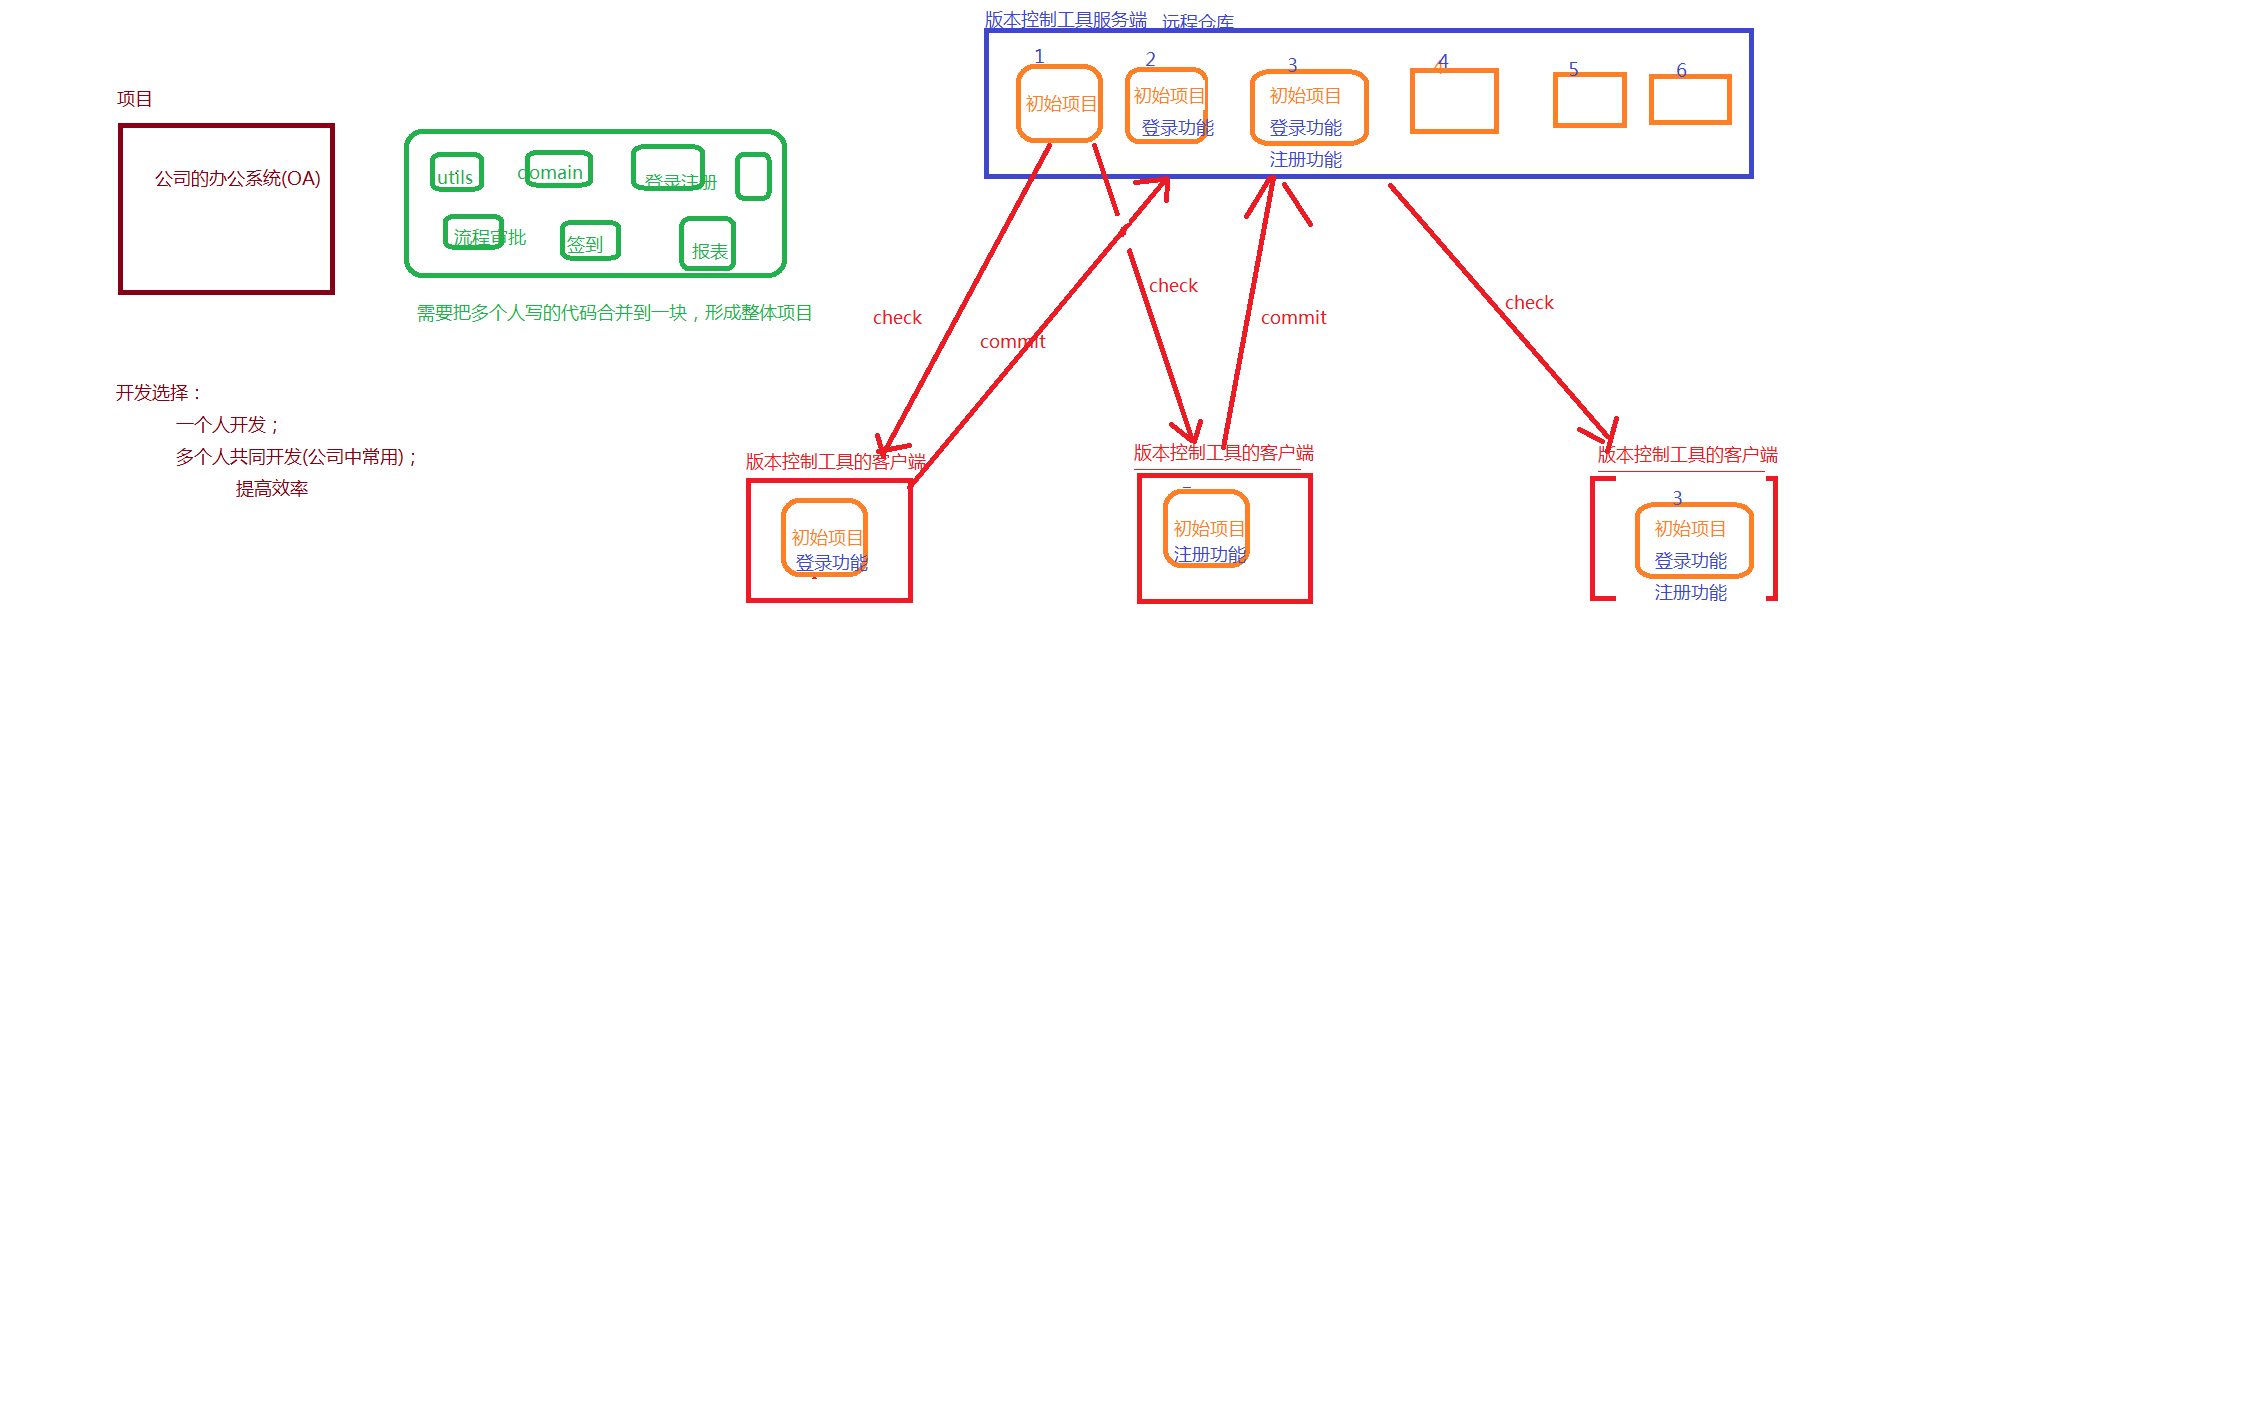 项目
公司的办公系统(OA)
utils
domain
登录注册
流程审批
签到
报表
需要把多个人写的代码合并到一块，形成整体项目
开发选择：
一个人开发；
多个人共同开发(公司中常用)；
提高效率
版本控制工具服务端 远程仓库
1
初始项目
2
初始项目
登录功能
3
初始项目
登录功能
注册功能
4
5
6
check
commit
check
commit
check
版本控制工具的客户端
初始项目
登录功能
版本控制工具的客户端
初始项目
注册功能
版本控制工具的客户端
3
初始项目
登录功能
注册功能